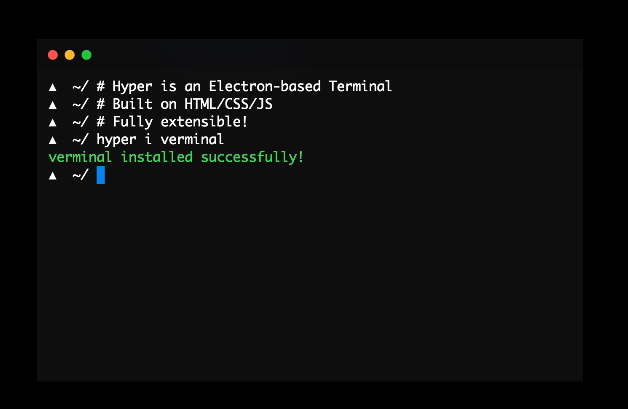 ▲ ~/ # Hyper is an Electron-based Terminal
▲ ~/ # Built on HTML/CSS/JS
▲ ~/ # Fully extensible!
▲ ~/ hyper i verminal
verminal installed successfully!
▲ ~/